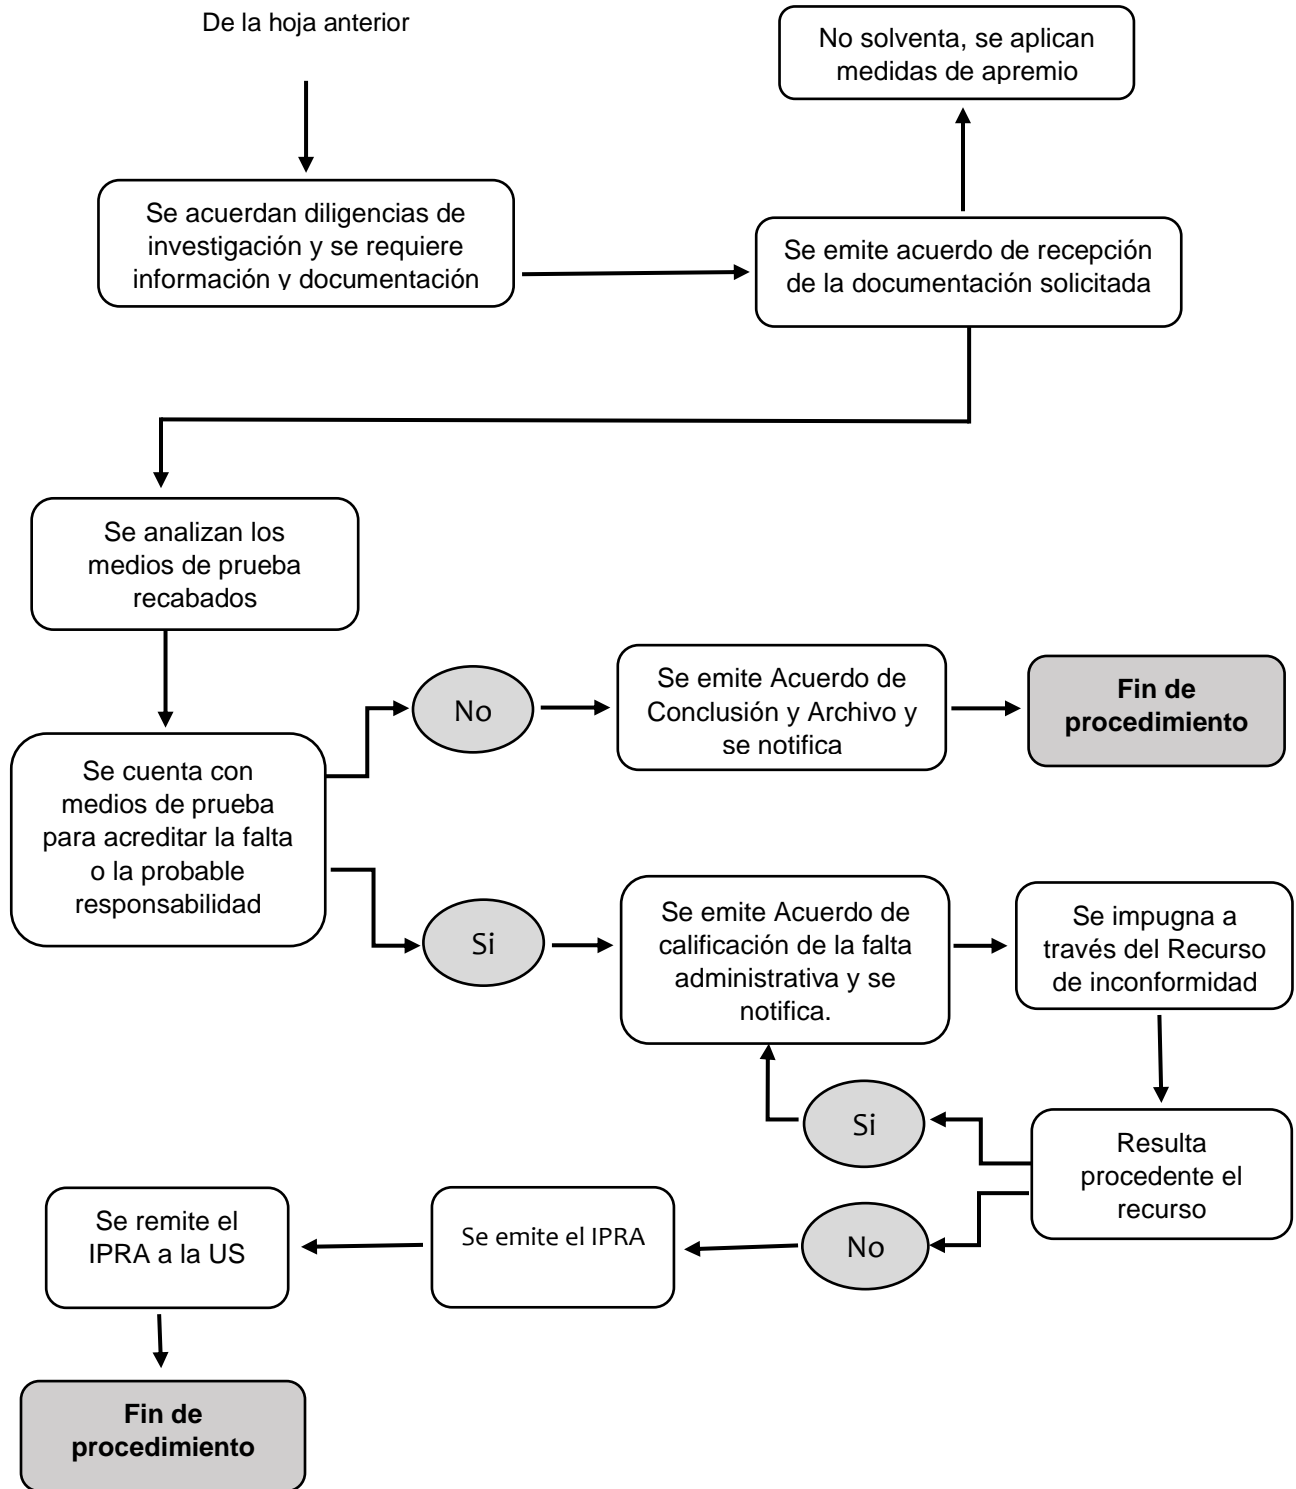 De la hoja anterior
No solventa, se aplican
medidas de apremio
Se acuerdan diligencias de
investigación y se requiere
información y documentación
Se emite acuerdo de recepción
de la documentación solicitada
Se analizan los
medios de prueba
recabados
No
Se emite Acuerdo de
Conclusión y Archivo y
se notifica
Fin de
procedimiento
Se cuenta con
medios de prueba
para acreditar la falta
o la probable
responsabilidad
Si
Se emite Acuerdo de
calificación de la falta
administrativa y se
notifica.
Se impugna a
través del Recurso
de inconformidad
Si
Resulta
procedente el
recurso
No
Se emite el IPRA
Se remite el
IPRA a la US
Fin de
procedimiento